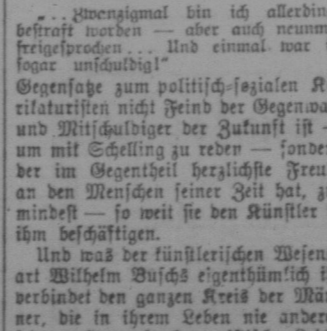 „... Zwanzigmal bin ich allerdin
bestraft worden — aber auch neunm
freigesprochen ... Und einmal war
sogar unschuldig!“
Gegensatze zum politisch-sozialen K
rikaturisten nicht Feind der Gegenwa
und Mitschuldiger der Zukunft ist —
um mit Schelling zu reden — sonde
der im Gegenteil herzlichste Freu
an den Menschen seiner Zeit hat, z
mindest — so weit sie den Künstler
ihm beschäftigen.
Und was der künstlerischen Wesen
art Wilhelm Buschs eigenthümlich i
verbindet den ganzen Kreis der Mä
ner, die in ihrem Leben nie ander